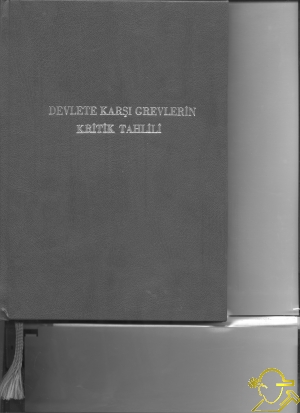 DEVLETE KARŞI GREVLERİN
KRİTİK TAHLİLİ